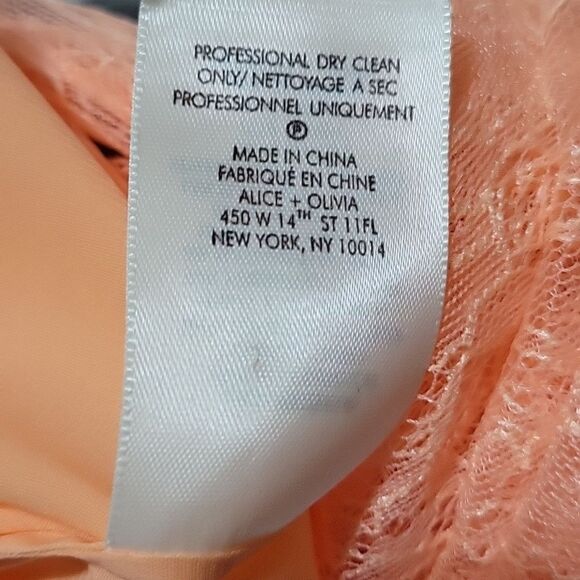 PROFESSIONAL DRY CLEAN
ONLY/ NETTOYAGE A SEC
PROFESSIONNEL UNIQUEMENT
Ⓟ
MADE IN CHINA
FABRIQUÉ EN CHINE
ALICE + OLIVIA
450 W 14TH ST 11FL
NEW YORK, NY 10014